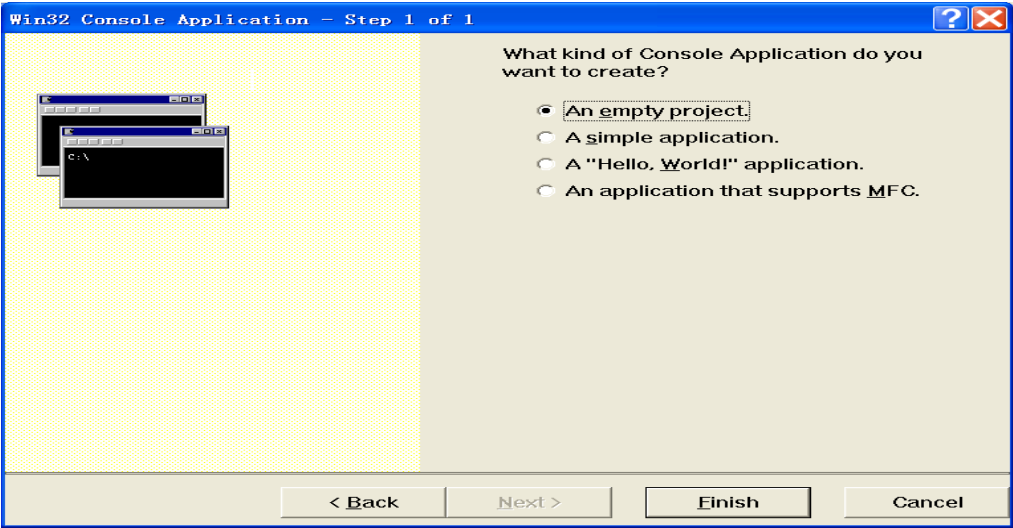 Win32 Console Application - Step 1 of 1
What kind of Console Application do you
want to create?
An empty project.
A simple application.
A "Hello, World!" application.
An application that supports MFC.
C:\
< Back
Next >
Finish
Cancel